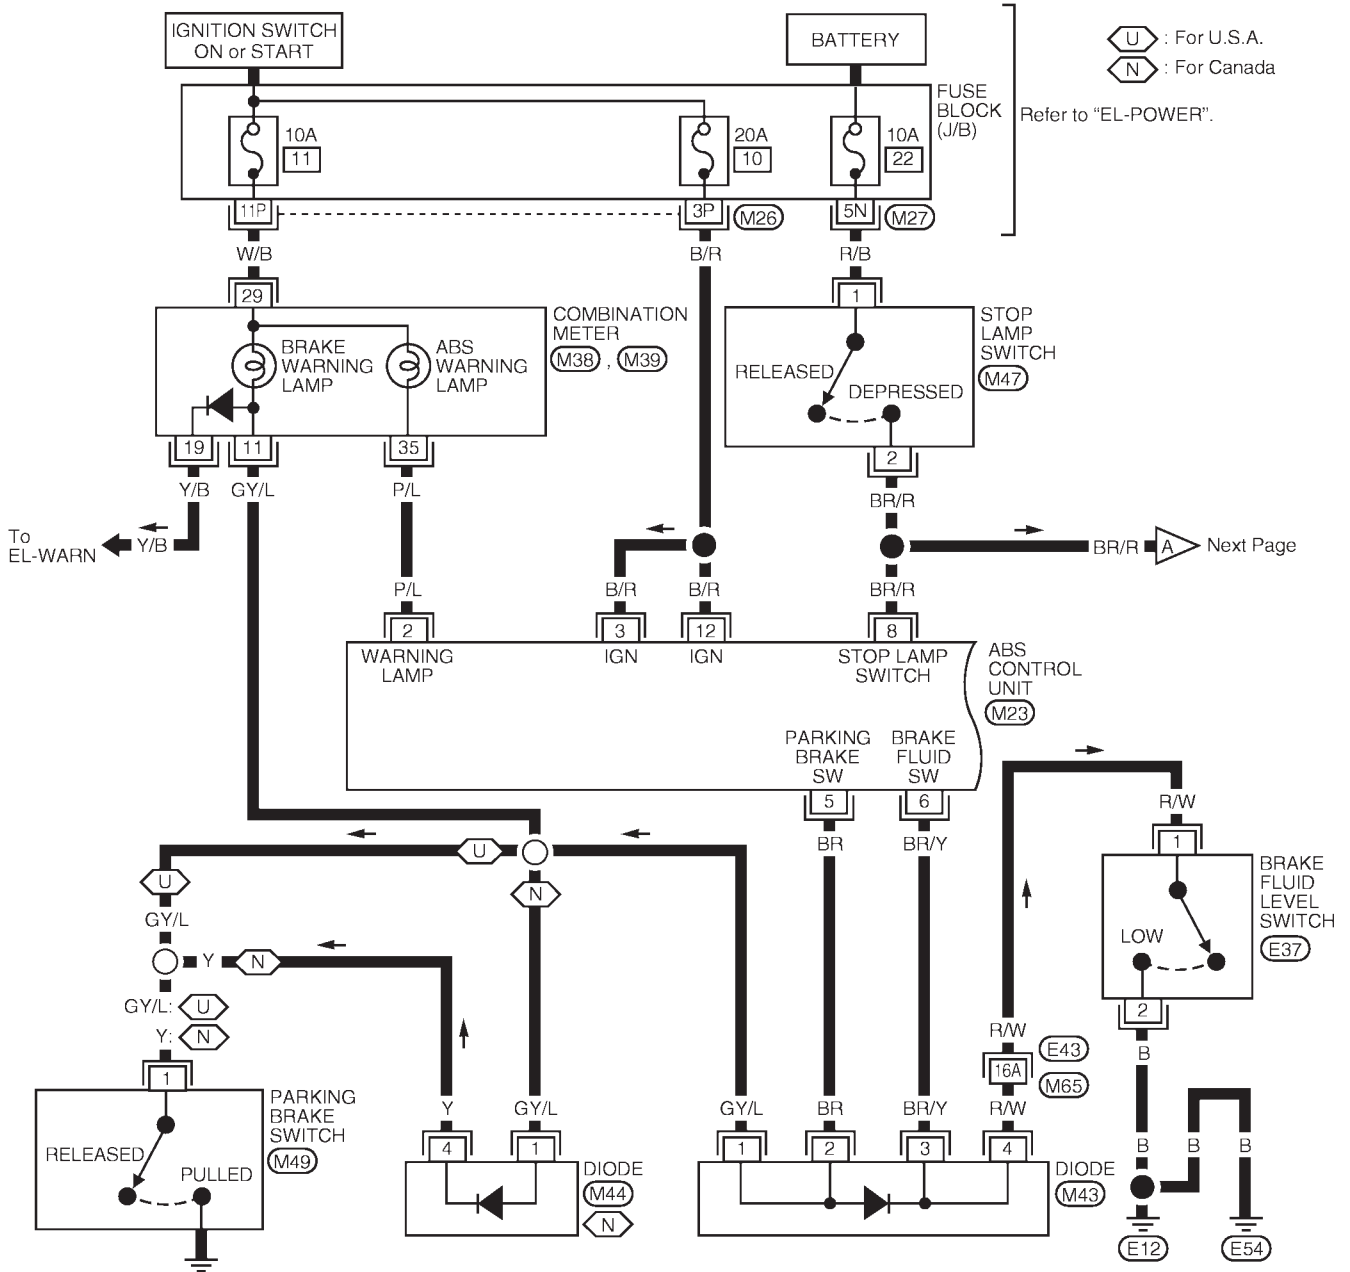 IGNITION SWITCH
ON or START
BATTERY
U : For U.S.A.
N : For Canada
FUSE
BLOCK
(J/B)
Refer to “EL-POWER”.
10A
11
20A
10
10A
22
11P
3P
M26
5N
M27
W/B
B/R
R/B
29
1
COMBINATION
METER
M38 , M39
BRAKE
WARNING
LAMP
ABS
WARNING
LAMP
STOP
LAMP
SWITCH
M47
RELEASED
DEPRESSED
19
11
35
2
Y/B
GY/L
P/L
BR/R
To
EL-WARN
Y/B
BR/R
A
Next Page
P/L
B/R
B/R
BR/R
2
3
12
8
WARNING
LAMP
IGN
IGN
STOP LAMP
SWITCH
ABS
CONTROL
UNIT
M23
PARKING
BRAKE
SW
BRAKE
FLUID
SW
5
6
BR
BR/Y
R/W
1
BRAKE
FLUID
LEVEL
SWITCH
E37
LOW
2
B
U
U
N
GY/L
Y
N
GY/L: U
Y: N
1
PARKING
BRAKE
SWITCH
M49
RELEASED
PULLED
R/W
E43
16A
M65
Y
GY/L
GY/L
BR
BR/Y
R/W
4
1
1
2
3
4
DIODE
M44
N
DIODE
M43
B
B
B
E12
E54